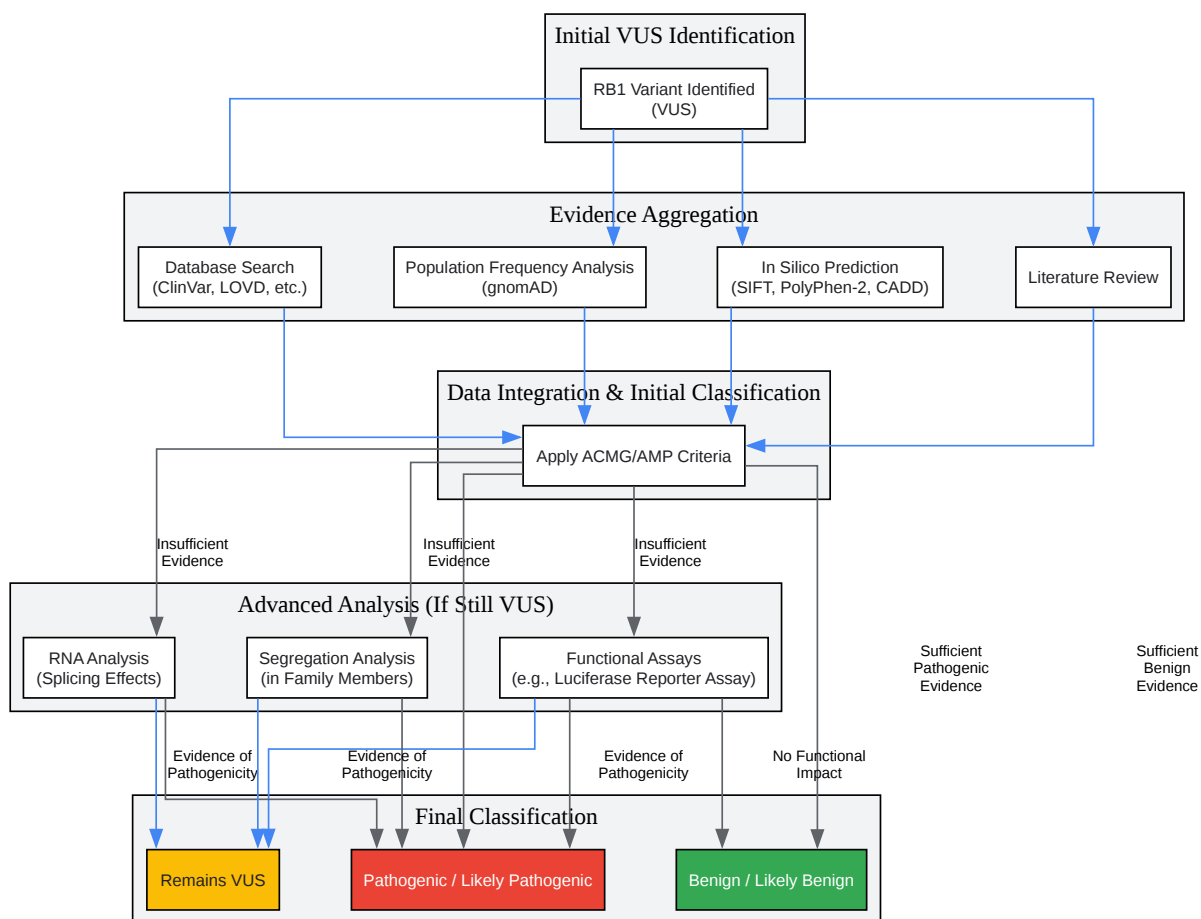 Initial VUS Identification
RB1 Variant Identified
(VUS)
Evidence Aggregation
Database Search
(ClinVar, LOVD, etc.)
Population Frequency Analysis
(gnomAD)
In Silico Prediction
(SIFT, PolyPhen-2, CADD)
Literature Review
Data Integration & Initial Classification
Apply ACMG/AMP Criteria
Insufficient
Evidence
Insufficient
Evidence
Insufficient
Evidence
Advanced Analysis (If Still VUS)
RNA Analysis
(Splicing Effects)
Segregation Analysis
(in Family Members)
Functional Assays
(e.g., Luciferase Reporter Assay)
Sufficient
Pathogenic
Evidence
Sufficient
Benign
Evidence
Evidence of
Pathogenicity
Evidence of
Pathogenicity
Evidence of
Pathogenicity
No Functional
Impact
Final Classification
Remains VUS
Pathogenic / Likely Pathogenic
Benign / Likely Benign